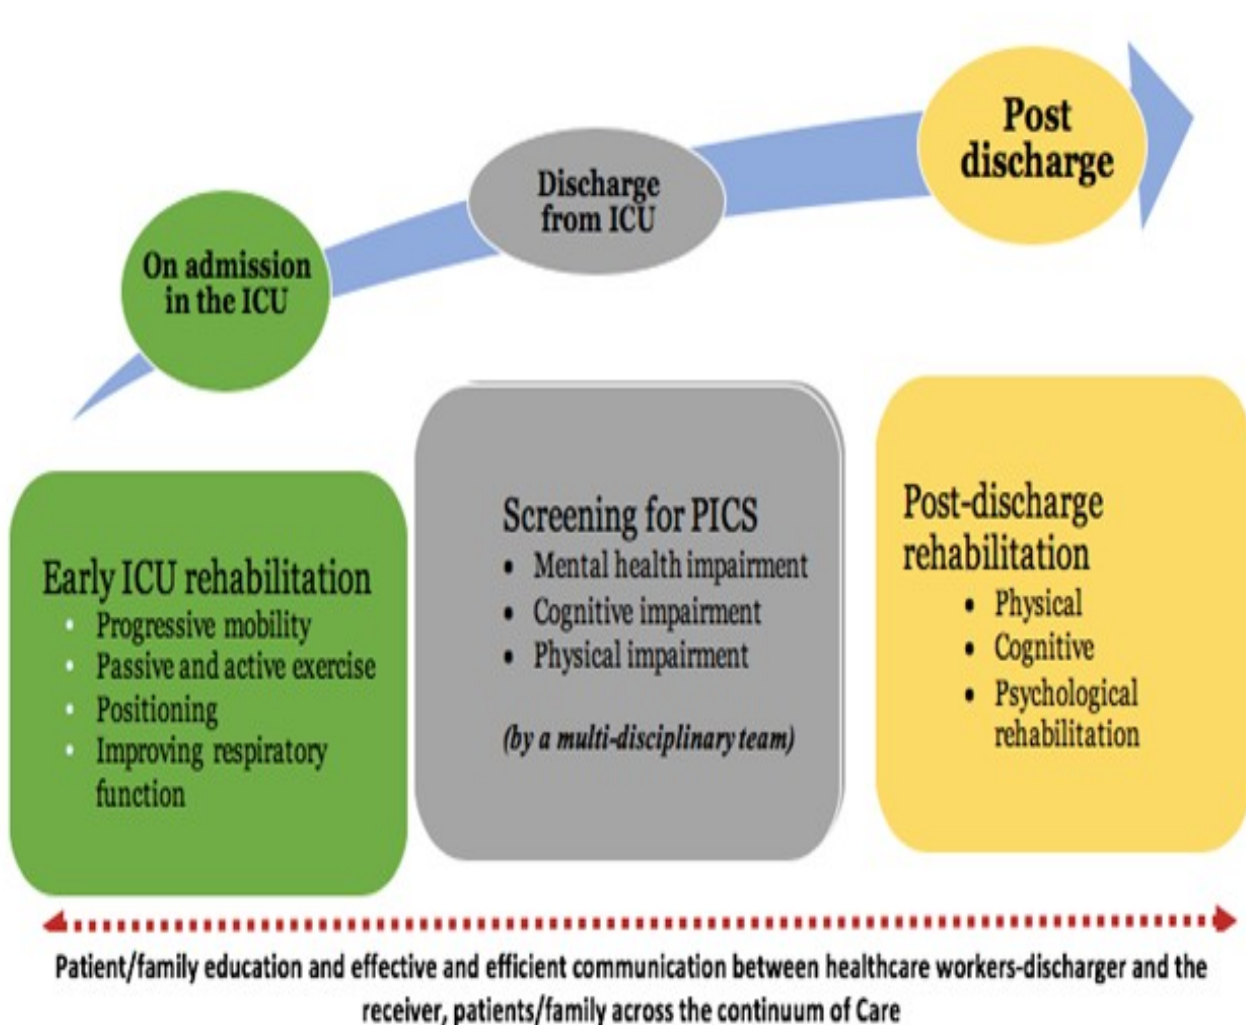 On admission
in the ICU
Discharge
from ICU
Post
discharge
Early ICU rehabilitation
• Progressive mobility
• Passive and active exercise
• Positioning
• Improving respiratory
function
Screening for PICS
• Mental health impairment
• Cognitive impairment
• Physical impairment
(by a multi-disciplinary team)
Post-discharge
rehabilitation
• Physical
• Cognitive
• Psychological
rehabilitation
Patient/family education and effective and efficient communication between healthcare workers-discharger and the
receiver, patients/family across the continuum of Care